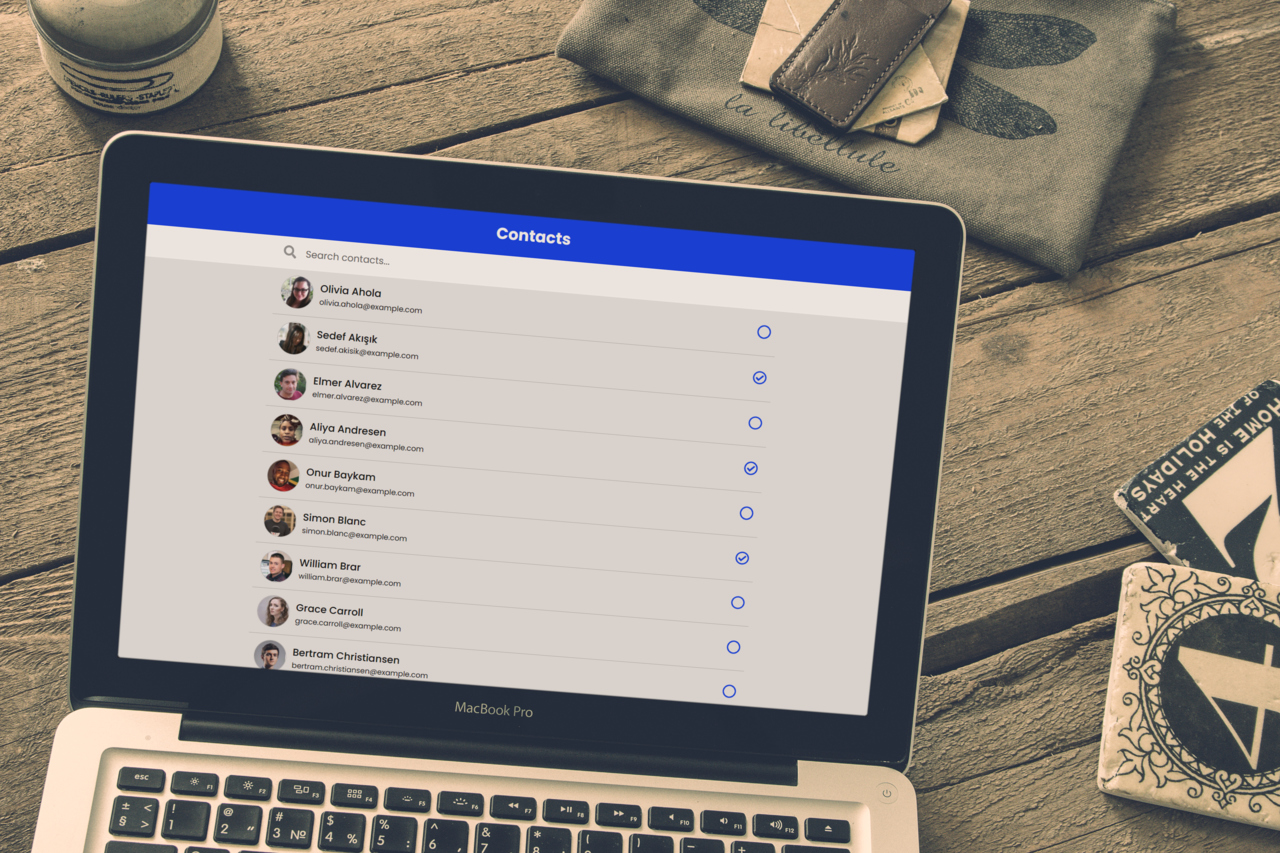 la libellule
Contacts
Search contacts...
Olivia Ahola
olivia.ahola@example.com
Sedef Akışık
sedef.akisik@example.com
Elmer Alvarez
elmer.alvarez@example.com
Aliya Andresen
aliya.andresen@example.com
Onur Baykam
onur.baykam@example.com
Simon Blanc
simon.blanc@example.com
William Brar
william.brar@example.com
Grace Carroll
grace.carroll@example.com
Bertram Christiansen
bertram.christiansen@example.com
MacBook Pro
HOME IS THE HEART
OF THE HOLIDAYS
esc F1 F2 F3 F4 F5 F6 F7 F8 F9 F10 F11 F12
± < ! @ # $ % ^ & * ( ) — +
§ > 1 2 “ 3 № 4 % 5 : 6 , 7 8